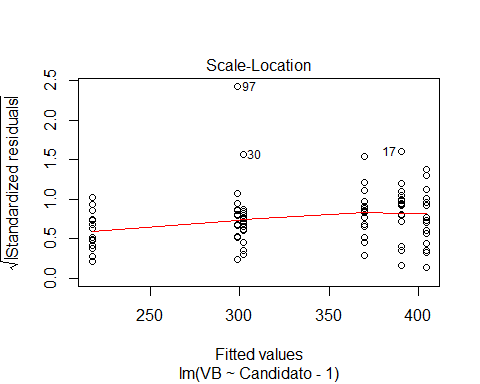 Scale-Location
√|Standardized residuals|
0.0 0.5 1.0 1.5 2.0 2.5
97
30
17
250 300 350 400
Fitted values
lm(VB ~ Candidato - 1)